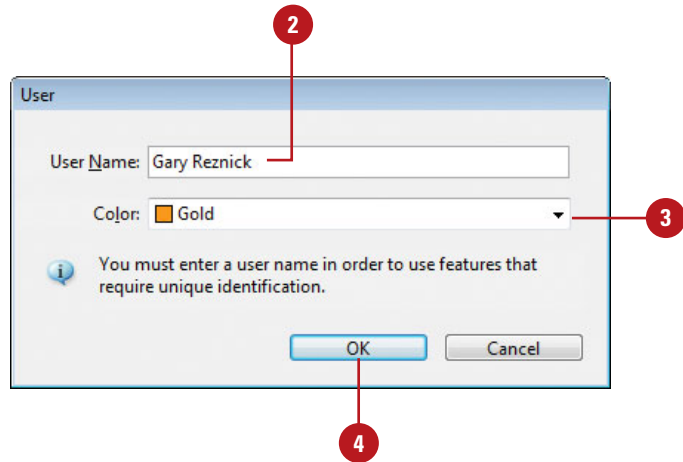 2
User
User Name: Gary Reznick
Color: Gold
3
You must enter a user name in order to use features that
require unique identification.
OK Cancel
4